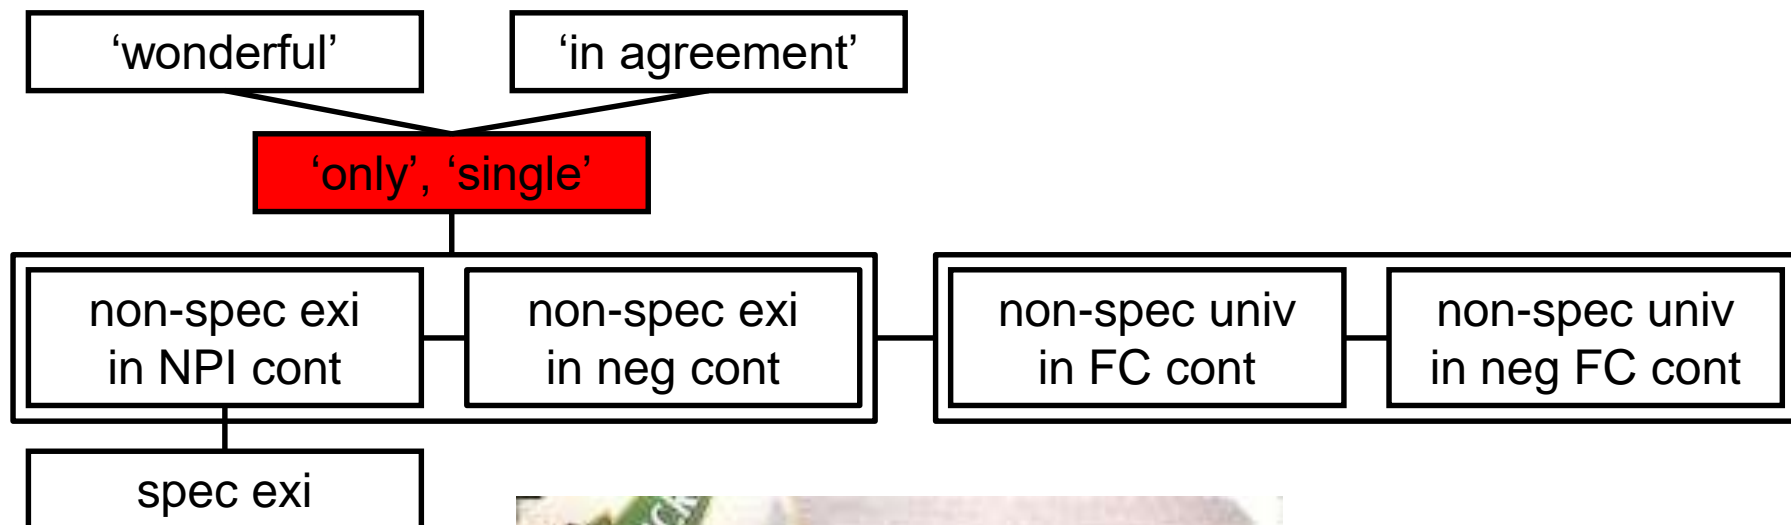 ‘wonderful’ ‘in agreement’
‘only’, ‘single’
non-spec exi non-spec exi non-spec univ non-spec univ
in NPI cont in neg cont in FC cont in neg FC cont
spec exi